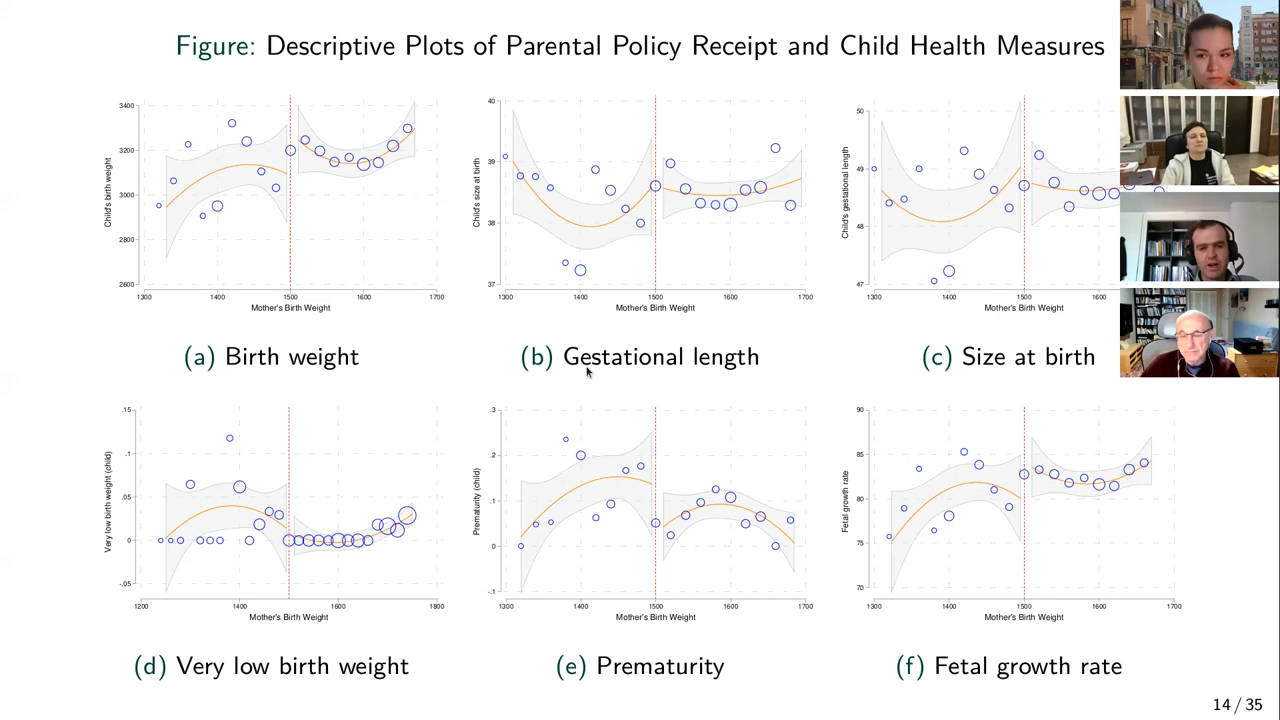 Figure: Descriptive Plots of Parental Policy Receipt and Child Health Measures
3400
3200
3000
2800
2600
Child's birth weight
1300
1400
1500
1600
1700
Mother's Birth Weight
(a) Birth weight
40
39
38
37
Child's size at birth
1300
1400
1500
1600
1700
Mother's Birth Weight
(b) Gestational length
50
49
48
47
Child's gestational length
1300
1400
1500
1600
Mother's Birth Weight
(c) Size at birth
.15
.1
.05
0
-.05
Very low birth weight (child)
1200
1400
1600
1800
Mother's Birth Weight
(d) Very low birth weight
.3
.2
.1
0
-.1
Prematurity (child)
1300
1400
1500
1600
1700
Mother's Birth Weight
(e) Prematurity
90
85
80
75
70
Fetal growth rate
1300
1400
1500
1600
1700
Mother's Birth Weight
(f) Fetal growth rate
14 / 35